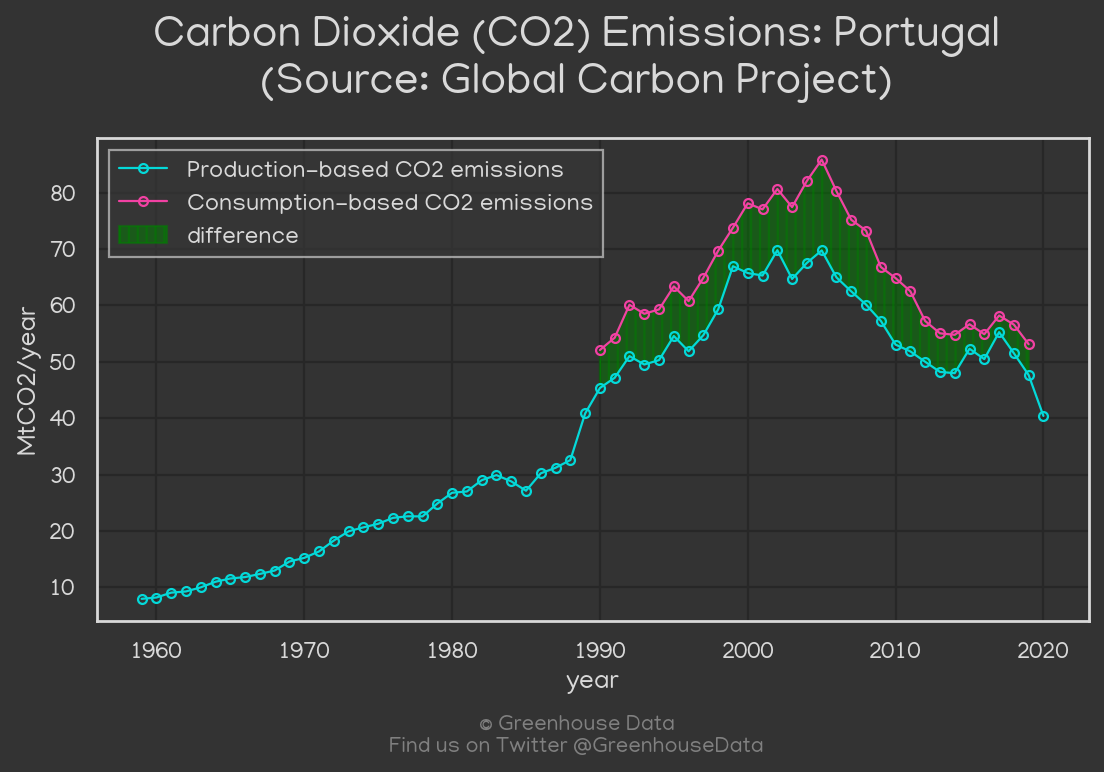 Carbon Dioxide (CO2) Emissions: Portugal
(Source: Global Carbon Project)
Production-based CO2 emissions
Consumption-based CO2 emissions
difference
MtCO2/year
80
70
60
50
40
30
20
10
1960 1970 1980 1990 2000 2010 2020
year
© Greenhouse Data
Find us on Twitter @GreenhouseData